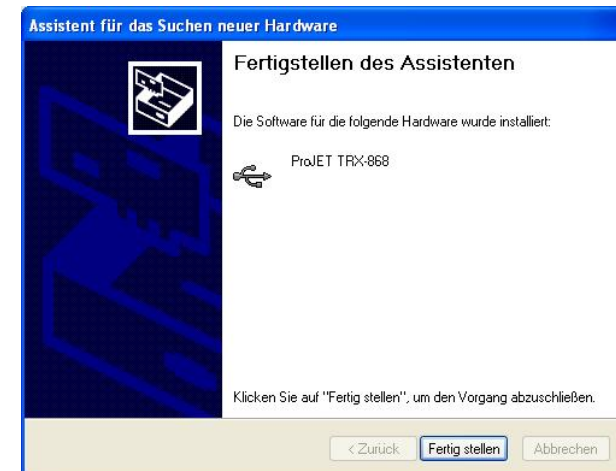 Assistent für das Suchen neuer Hardware
Fertigstellen des Assistenten
Die Software für die folgende Hardware wurde installiert:
ProJET TRX-868
Klicken Sie auf "Fertig stellen", um den Vorgang abzuschließen.
< Zurück Fertig stellen Abbrechen